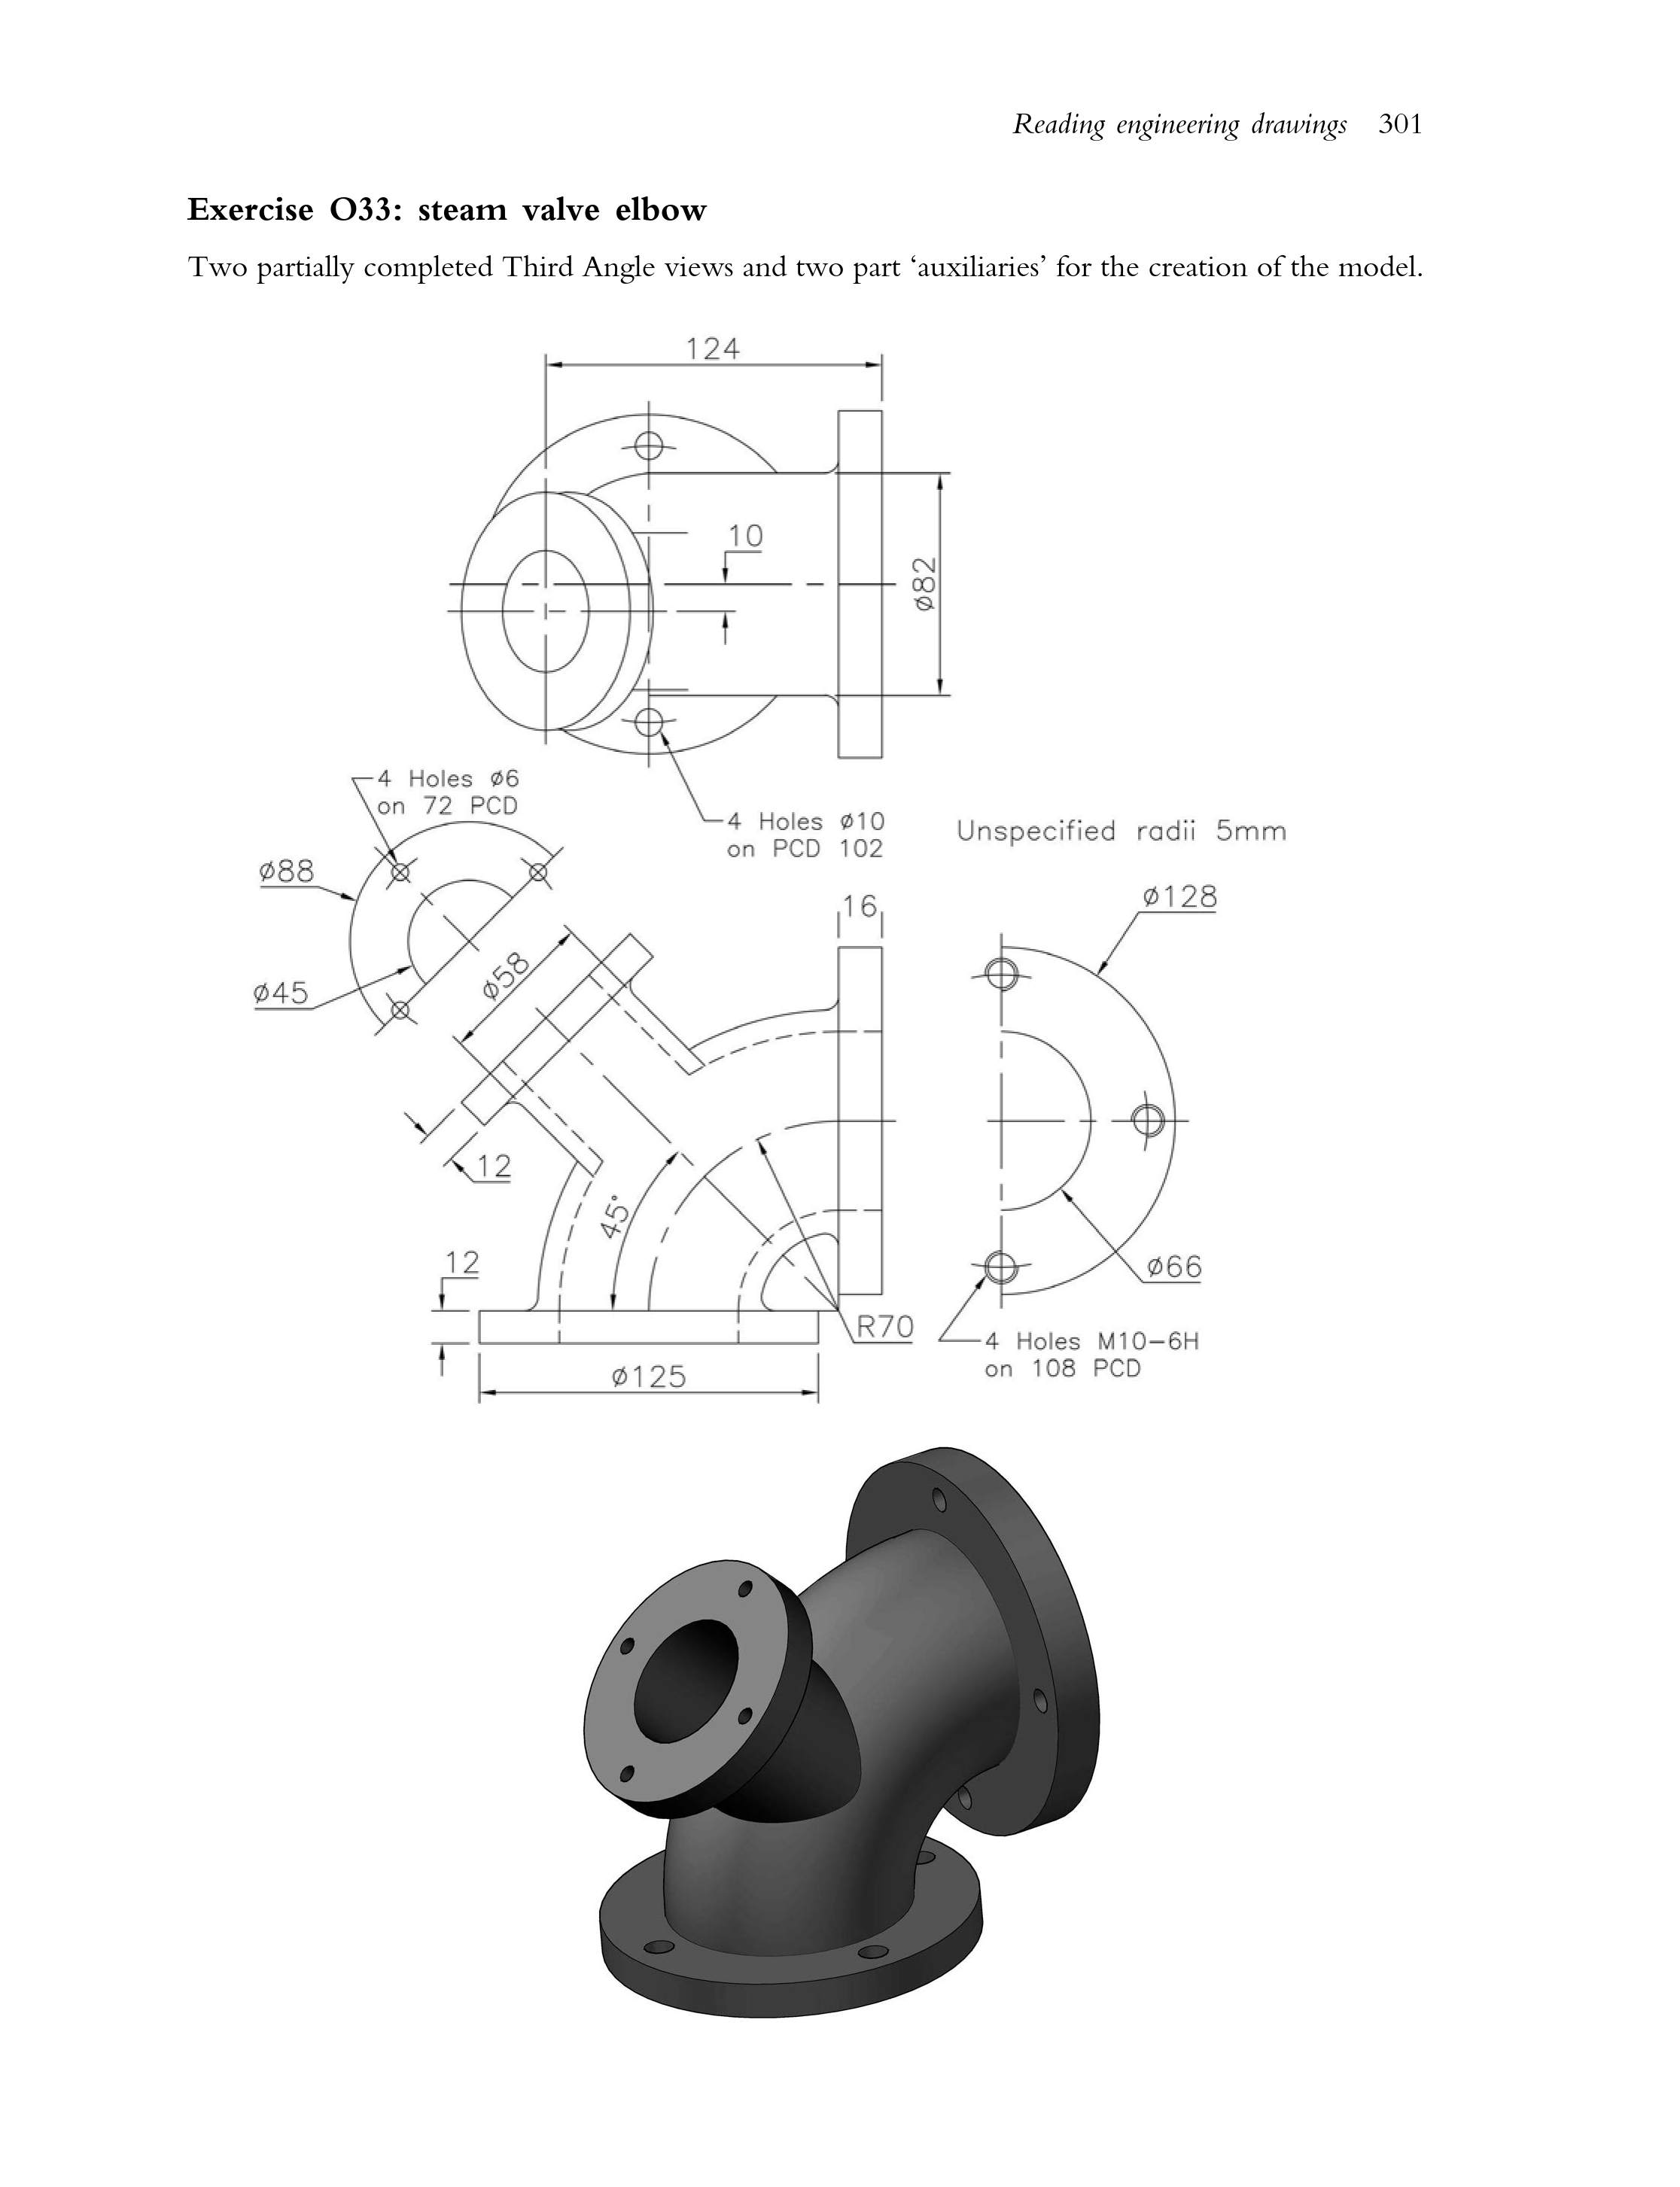 Reading engineering drawings 301
Exercise O33: steam valve elbow
Two partially completed Third Angle views and two part ‘auxiliaries’ for the creation of the model.
124
10
ø82
4 Holes ø6
on 72 PCD
4 Holes ø10
on PCD 102
Unspecified radii 5mm
ø88
16
ø128
ø58
ø45
12
45°
12
ø66
R70
4 Holes M10-6H
on 108 PCD
ø125